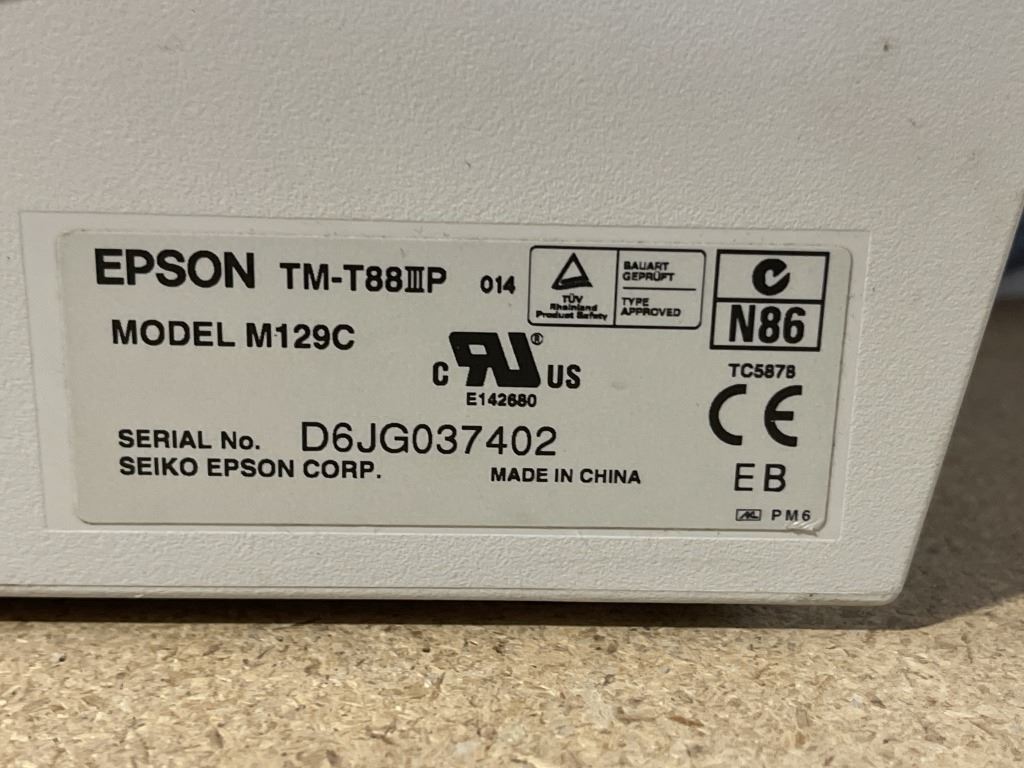 EPSON TM-T88ⅢP 014
MODEL M129C
TÜV
Rheinland
Product Safety
BAUART
GEPRÜFT
TYPE
APPROVED
N86
C RU® US
E142680
TC5878
CE
SERIAL No. D6JG037402
SEIKO EPSON CORP. MADE IN CHINA
EB
PM6